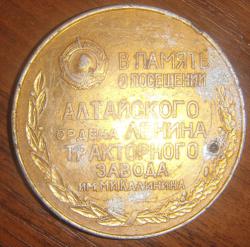 В ПАМЯТЬ
О ПОСЕЩЕНИИ
АЛТАЙСКОГО
ОРДЕНА ЛЕНИНА
ТРАКТОРНОГО
ЗАВОДА
ИМ. М.И. КАЛИНИНА